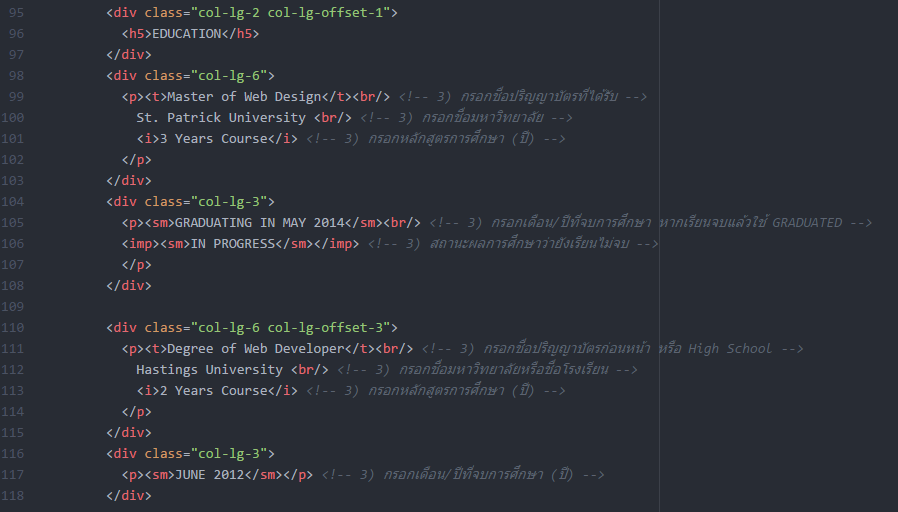 95 <div class="col-lg-2 col-lg-offset-1">
96 <h5>EDUCATION</h5>
97 </div>
98 <div class="col-lg-6">
99 <p><t>Master of Web Design</t><br/> <!-- 3) กรอกชื่อปริญญาบัตรที่ได้รับ -->
100 St. Patrick University <br/> <!-- 3) กรอกชื่อมหาวิทยาลัย -->
101 <i>3 Years Course</i> <!-- 3) กรอกหลักสูตรการศึกษา (ปี) -->
102 </p>
103 </div>
104 <div class="col-lg-3">
105 <p><sm>GRADUATING IN MAY 2014</sm><br/> <!-- 3) กรอกเดือน/ปีที่จบการศึกษา หากเรียนจบแล้วใช้ GRADUATED -->
106 <imp><sm>IN PROGRESS</sm></imp> <!-- 3) สถานะผลการศึกษาว่ายังเรียนไม่จบ -->
107 </p>
108 </div>
109
110 <div class="col-lg-6 col-lg-offset-3">
111 <p><t>Degree of Web Developer</t><br/> <!-- 3) กรอกชื่อปริญญาบัตรก่อนหน้า หรือ High School -->
112 Hastings University <br/> <!-- 3) กรอกชื่อมหาวิทยาลัยหรือชื่อโรงเรียน -->
113 <i>2 Years Course</i> <!-- 3) กรอกหลักสูตรการศึกษา (ปี) -->
114 </p>
115 </div>
116 <div class="col-lg-3">
117 <p><sm>JUNE 2012</sm></p> <!-- 3) กรอกเดือน/ปีที่จบการศึกษา (ปี) -->
118 </div>